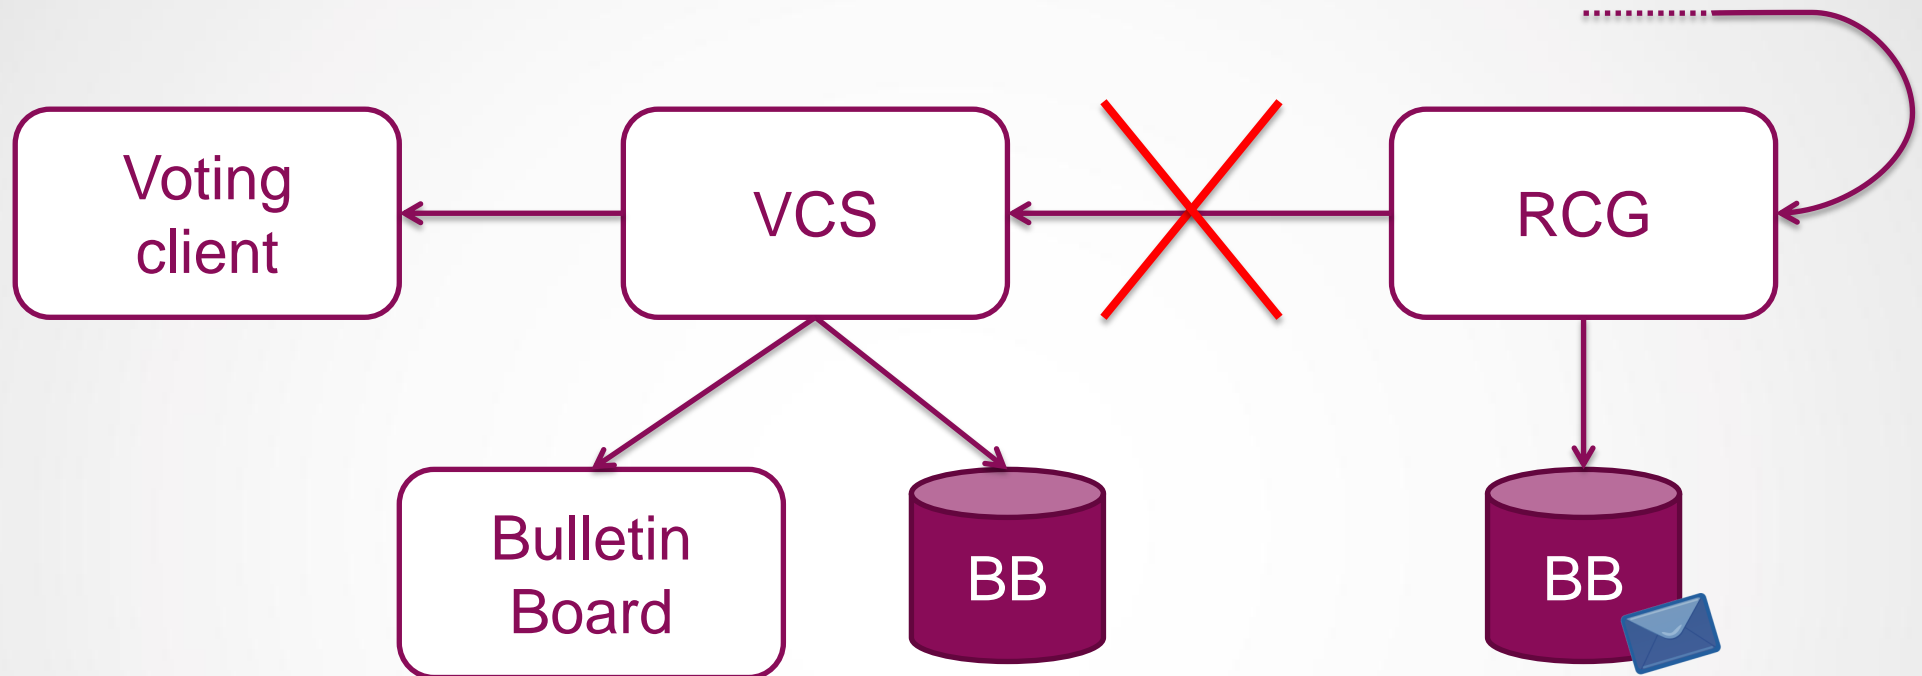 Voting
client
VCS
RCG
Bulletin
Board
BB
BB